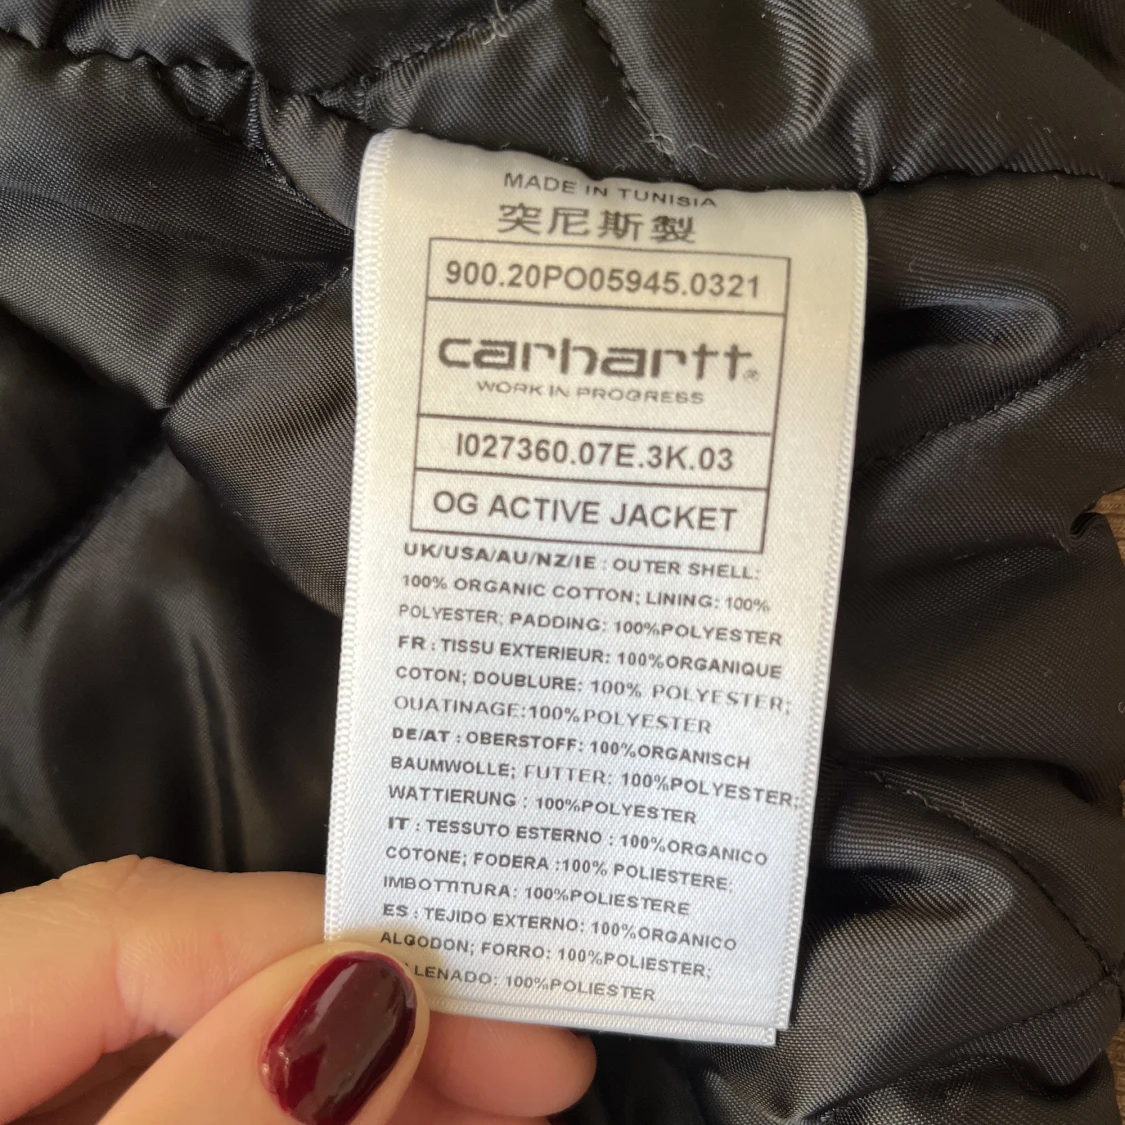 MADE IN TUNISIA
突尼斯製
900.20PO05945.0321
carhartt®
WORK IN PROGRESS
I027360.07E.3K.03
OG ACTIVE JACKET
UK/USA/AU/NZ/IE : OUTER SHELL:
100% ORGANIC COTTON; LINING: 100%
POLYESTER; PADDING: 100%POLYESTER
FR : TISSU EXTERIEUR: 100%ORGANIQUE
COTON; DOUBLURE: 100% POLYESTER;
OUATINAGE:100%POLYESTER
DE/AT : OBERSTOFF: 100%ORGANISCH
BAUMWOLLE; FUTTER: 100%POLYESTER;
WATTIERUNG : 100%POLYESTER
IT : TESSUTO ESTERNO : 100%ORGANICO
COTONE; FODERA :100% POLIESTERE;
IMBOTTITURA: 100%POLIESTERE
ES : TEJIDO EXTERNO: 100%ORGANICO
ALGODON; FORRO: 100%POLIESTER;
LLENADO: 100%POLIESTER